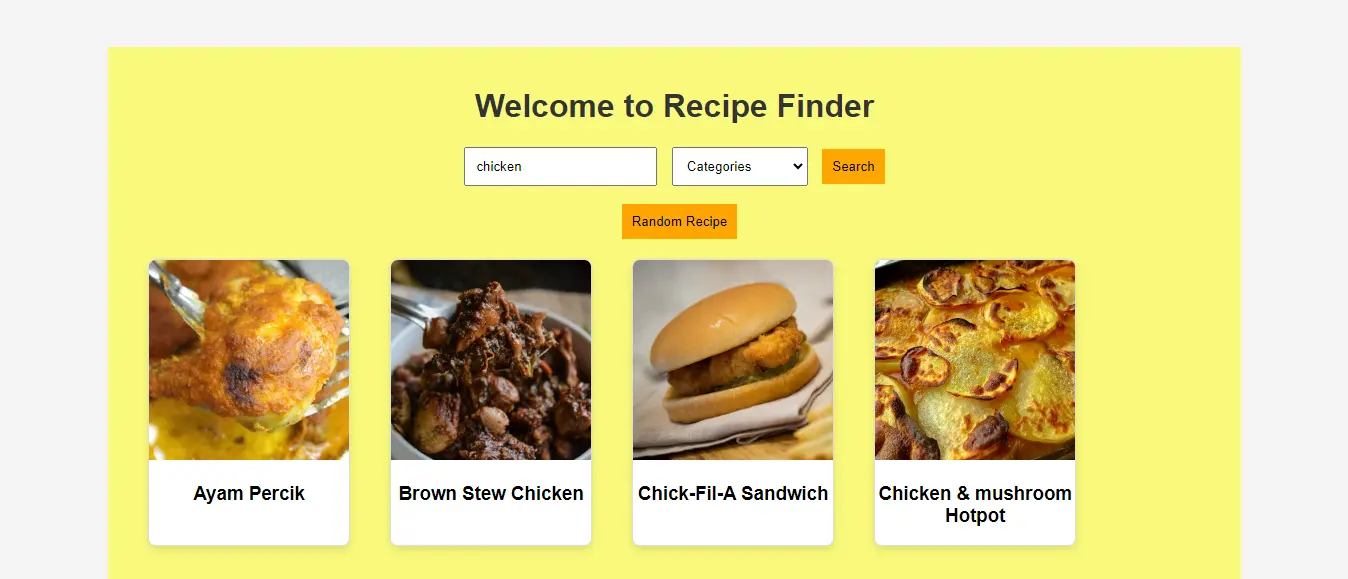 Welcome to Recipe Finder
chicken
Categories
Search
Random Recipe
Ayam Percik
Brown Stew Chicken
Chick-Fil-A Sandwich
Chicken & mushroom
Hotpot